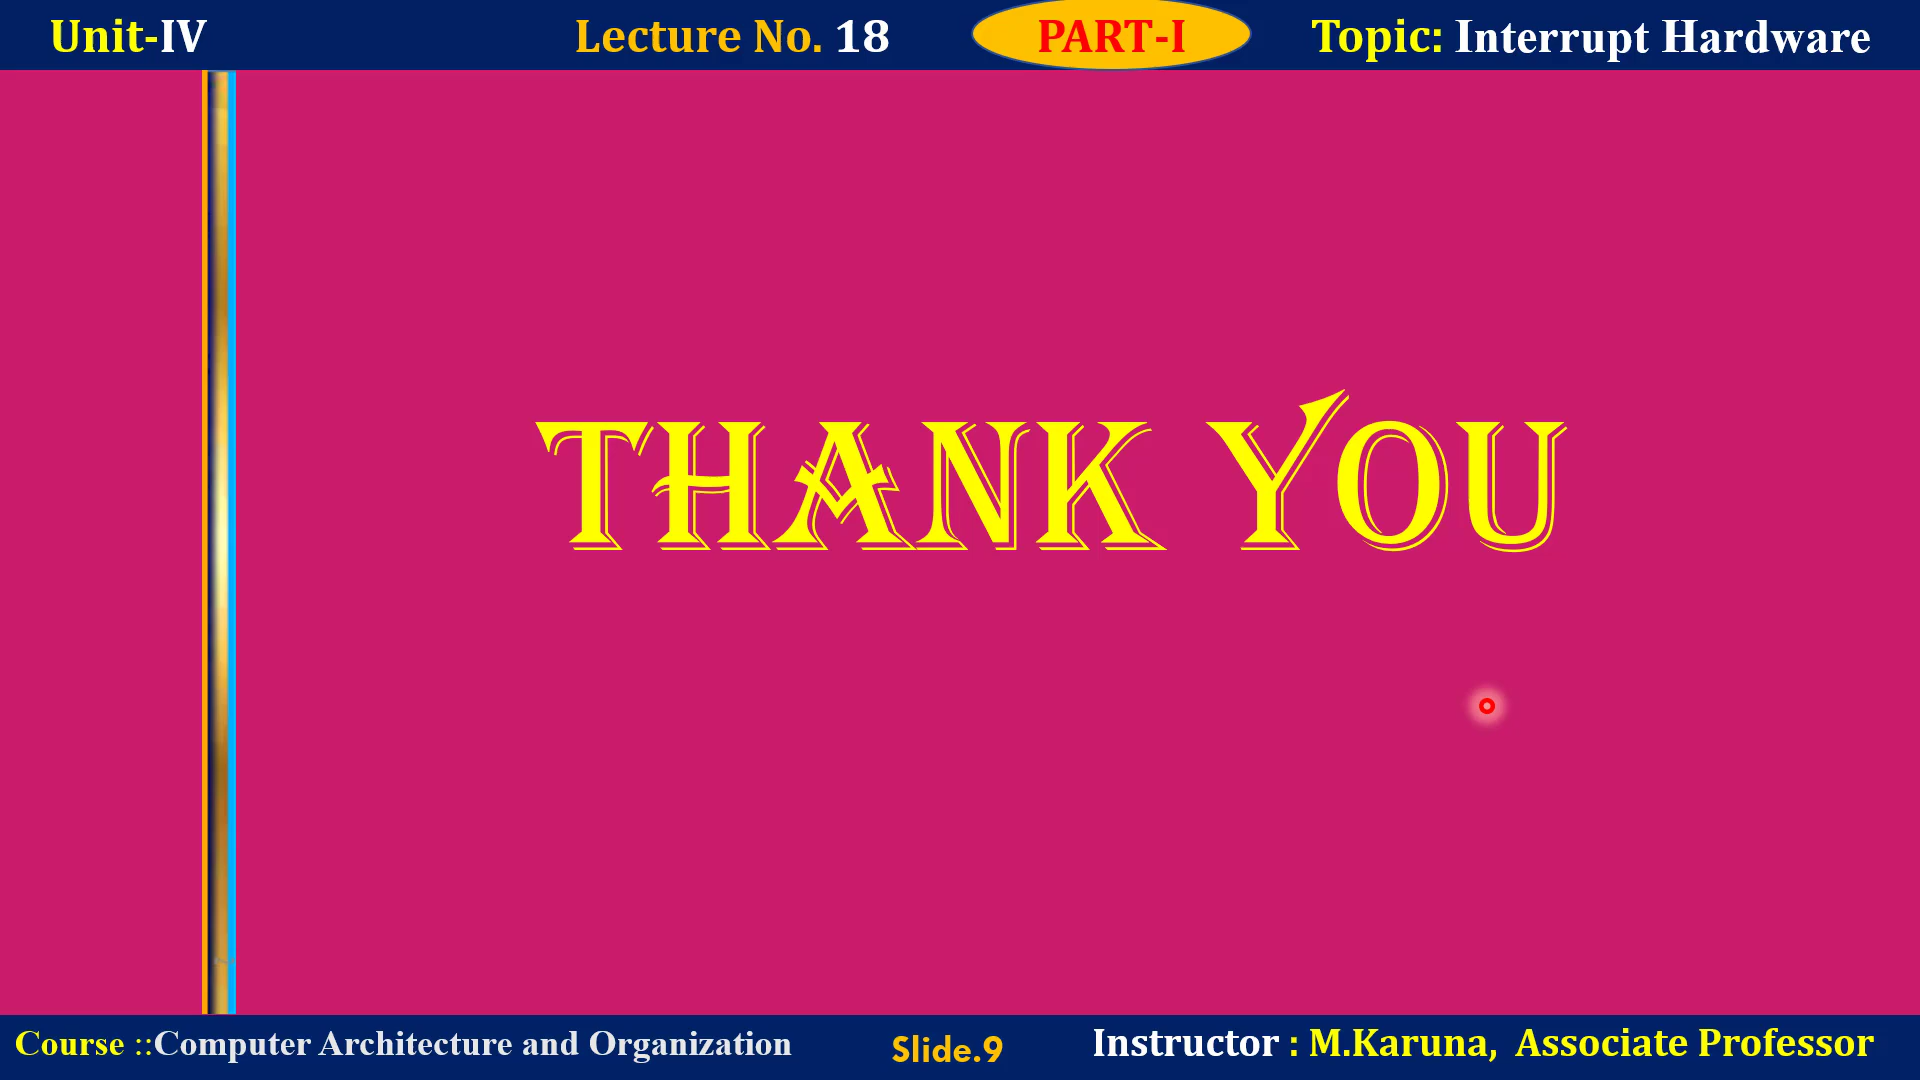 Unit-IV
Lecture No. 18
PART-I
Topic: Interrupt Hardware
THANK YOU
Course ::Computer Architecture and Organization
Slide.9
Instructor : M.Karuna, Associate Professor